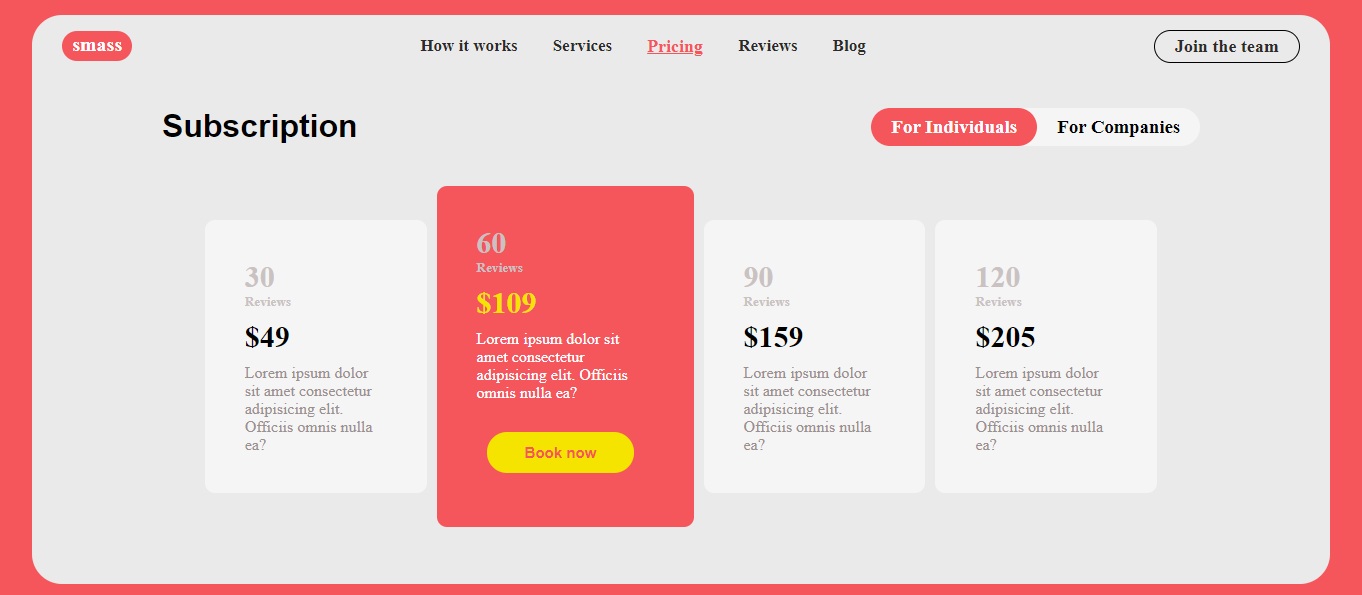 smass
How it works
Services
Pricing
Reviews
Blog
Join the team
Subscription
For Individuals
For Companies
30
Reviews
$49
Lorem ipsum dolor
sit amet consectetur
adipisicing elit.
Officiis omnis nulla
ea?
60
Reviews
$109
Lorem ipsum dolor sit
amet consectetur
adipisicing elit. Officiis
omnis nulla ea?
Book now
90
Reviews
$159
Lorem ipsum dolor
sit amet consectetur
adipisicing elit.
Officiis omnis nulla
ea?
120
Reviews
$205
Lorem ipsum dolor
sit amet consectetur
adipisicing elit.
Officiis omnis nulla
ea?